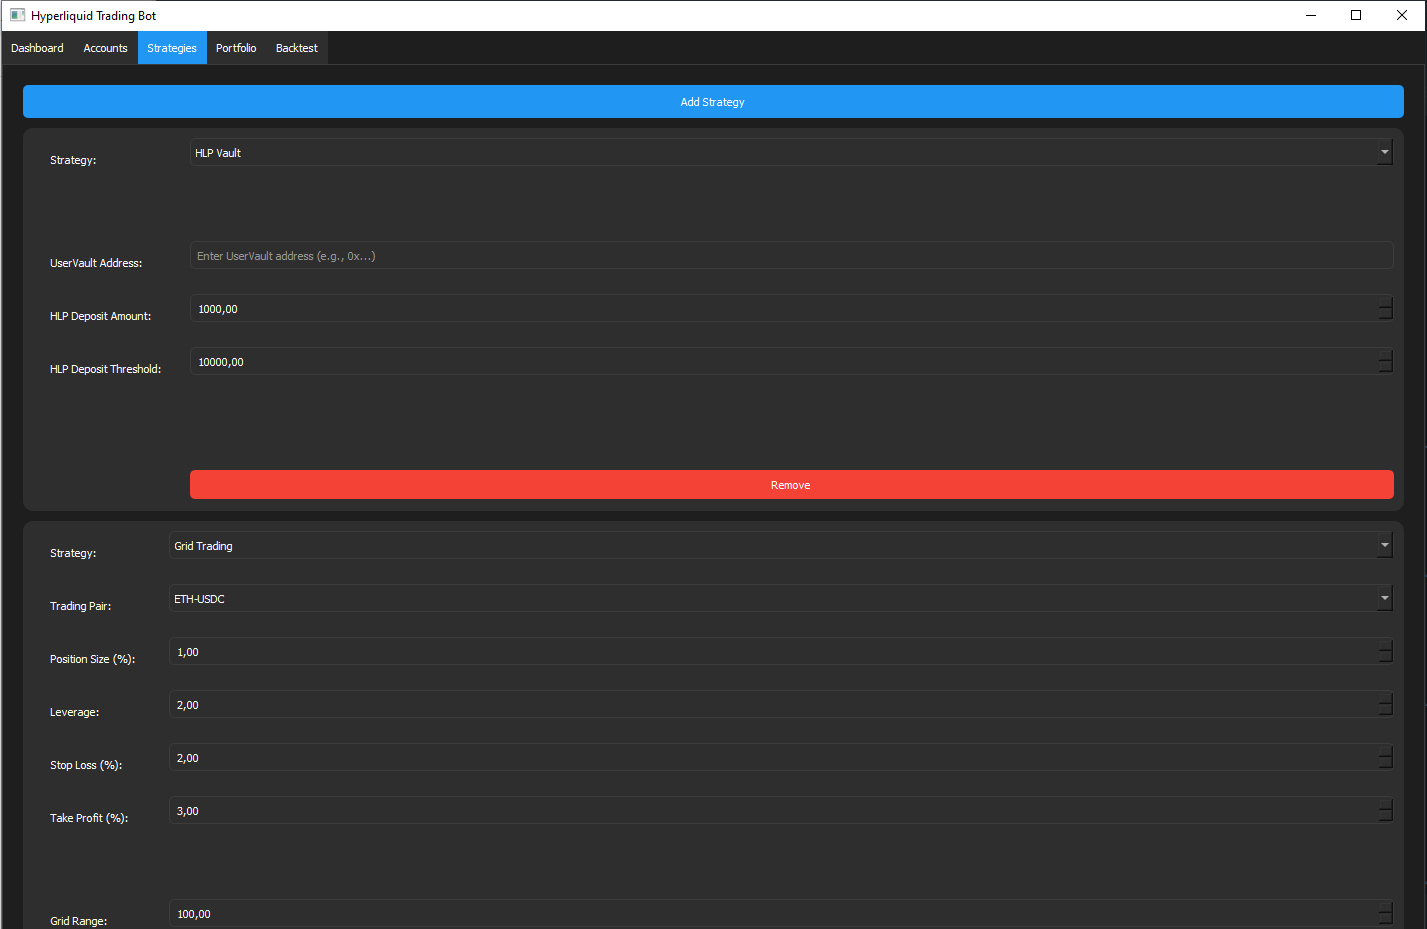 Hyperliquid Trading Bot
Dashboard Accounts Strategies Portfolio Backtest
Add Strategy
Strategy: HLP Vault
UserVault Address: Enter UserVault address (e.g., 0x...)
HLP Deposit Amount: 1000,00
HLP Deposit Threshold: 10000,00
Remove
Strategy: Grid Trading
Trading Pair: ETH-USDC
Position Size (%): 1,00
Leverage: 2,00
Stop Loss (%): 2,00
Take Profit (%): 3,00
Grid Range: 100,00